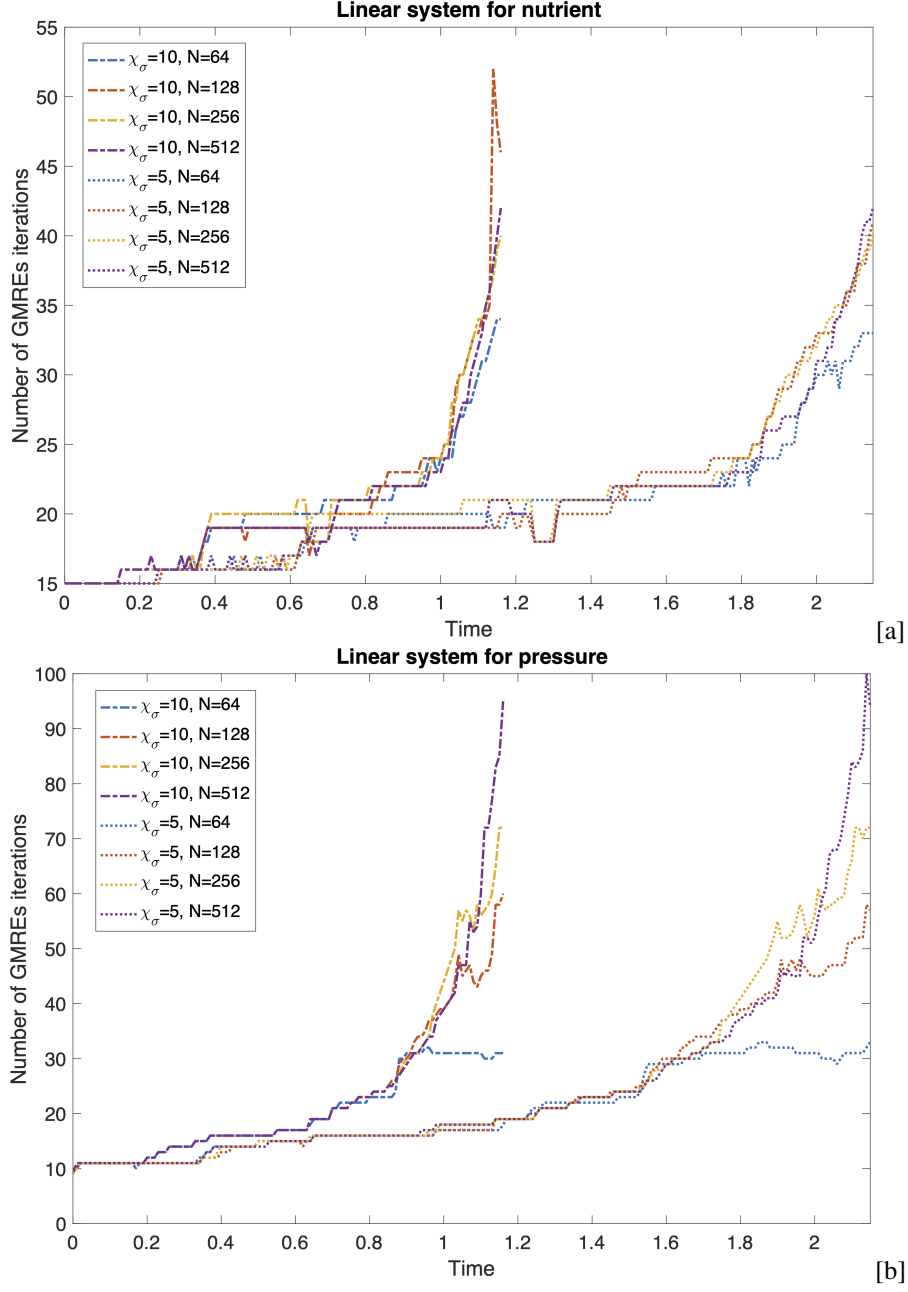 Linear system for nutrient
55
50
45
40
35
30
25
20
15
Number of GMREs iterations
χσ=10, N=64
χσ=10, N=128
χσ=10, N=256
χσ=10, N=512
χσ=5, N=64
χσ=5, N=128
χσ=5, N=256
χσ=5, N=512
0 0.2 0.4 0.6 0.8 1 1.2 1.4 1.6 1.8 2
Time
[a]
Linear system for pressure
100
90
80
70
60
50
40
30
20
10
0
Number of GMREs iterations
χσ=10, N=64
χσ=10, N=128
χσ=10, N=256
χσ=10, N=512
χσ=5, N=64
χσ=5, N=128
χσ=5, N=256
χσ=5, N=512
0 0.2 0.4 0.6 0.8 1 1.2 1.4 1.6 1.8 2
Time
[b]